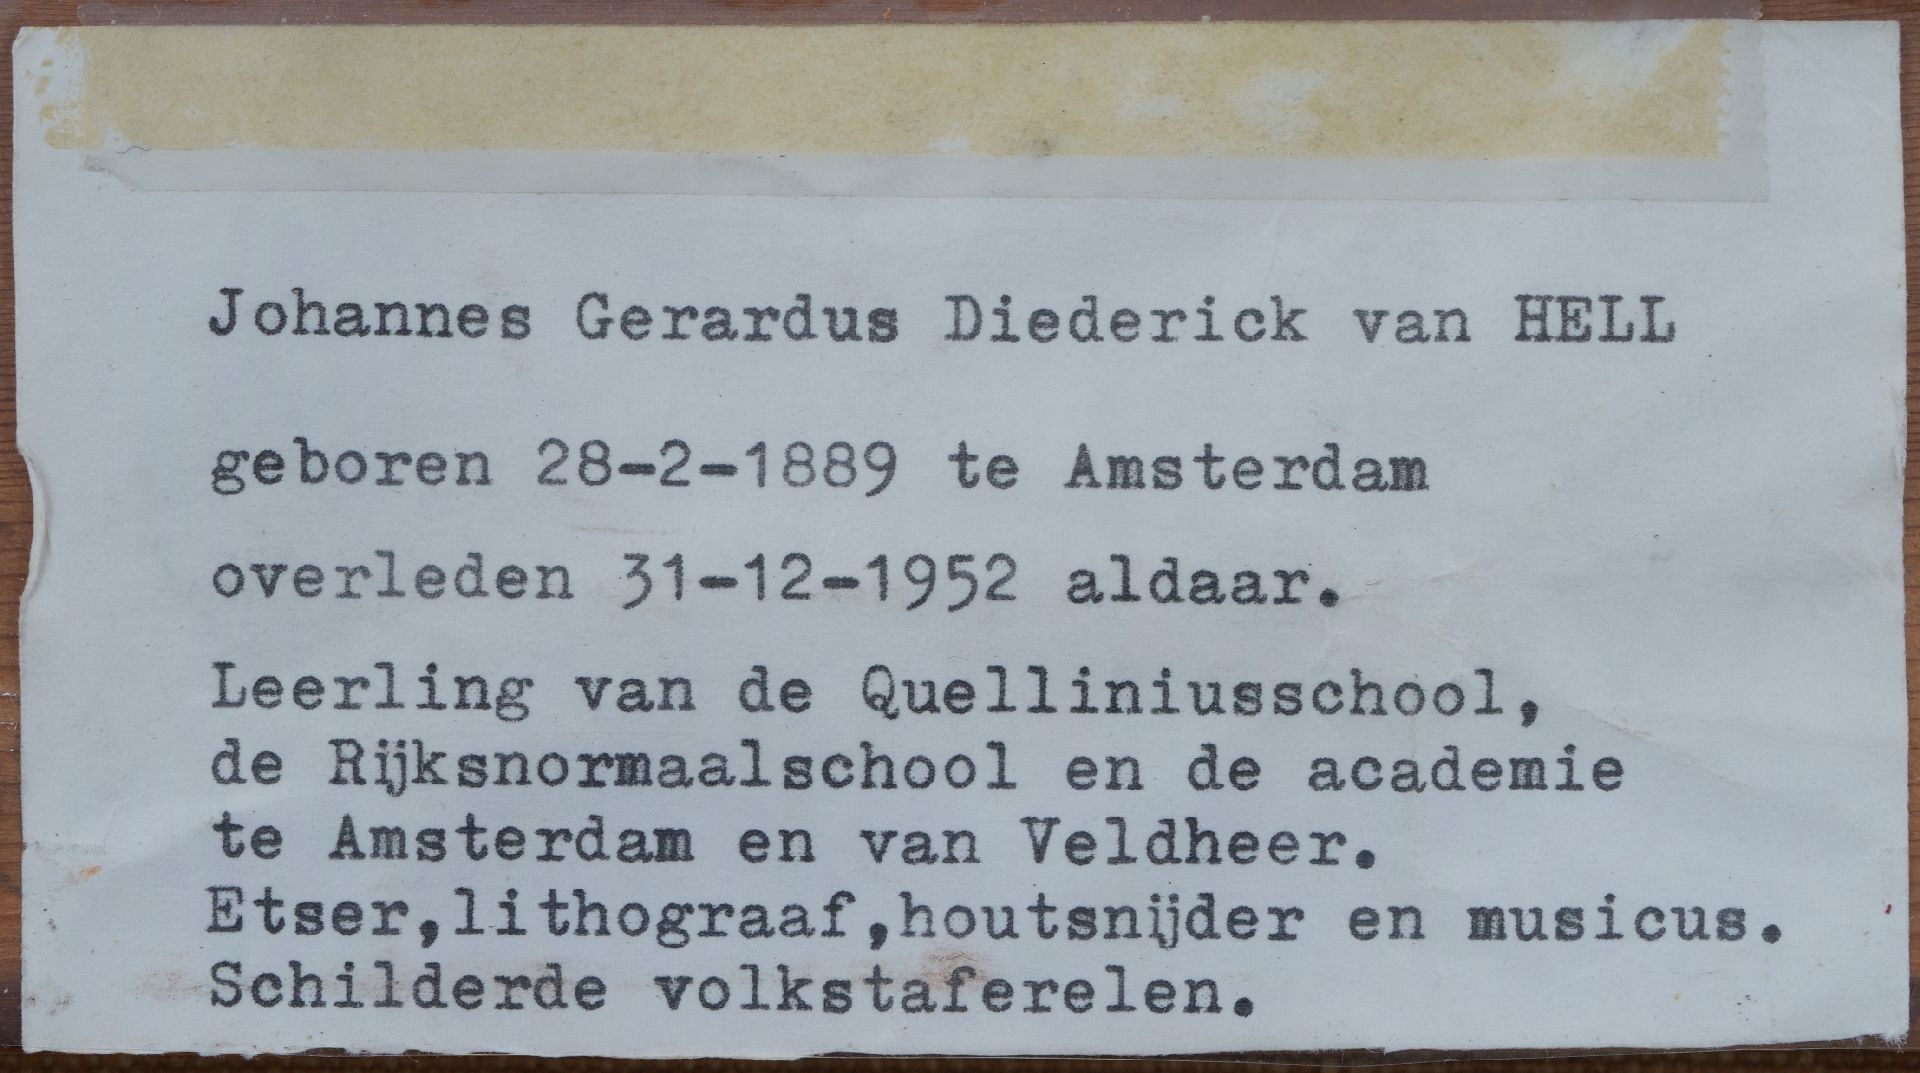 Johannes Gerardus Diederick van HELL
geboren 28-2-1889 te Amsterdam
overleden 31-12-1952 aldaar.
Leerling van de Quelliniusschool,
de Rijksnormaalschool en de academie
te Amsterdam en van Veldheer.
Etser,lithograaf,houtsnijder en musicus.
Schilderde volkstaferelen.